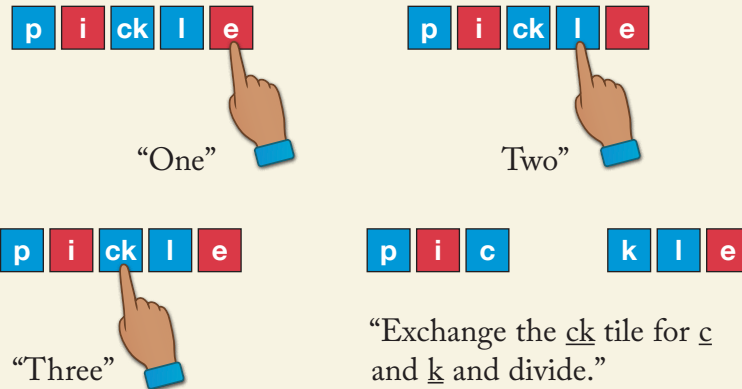 p i ck l e
p i ck l e
“One”
Two”
p i ck l e
p i c k l e
“Three”
“Exchange the ck tile for c
and k and divide.”